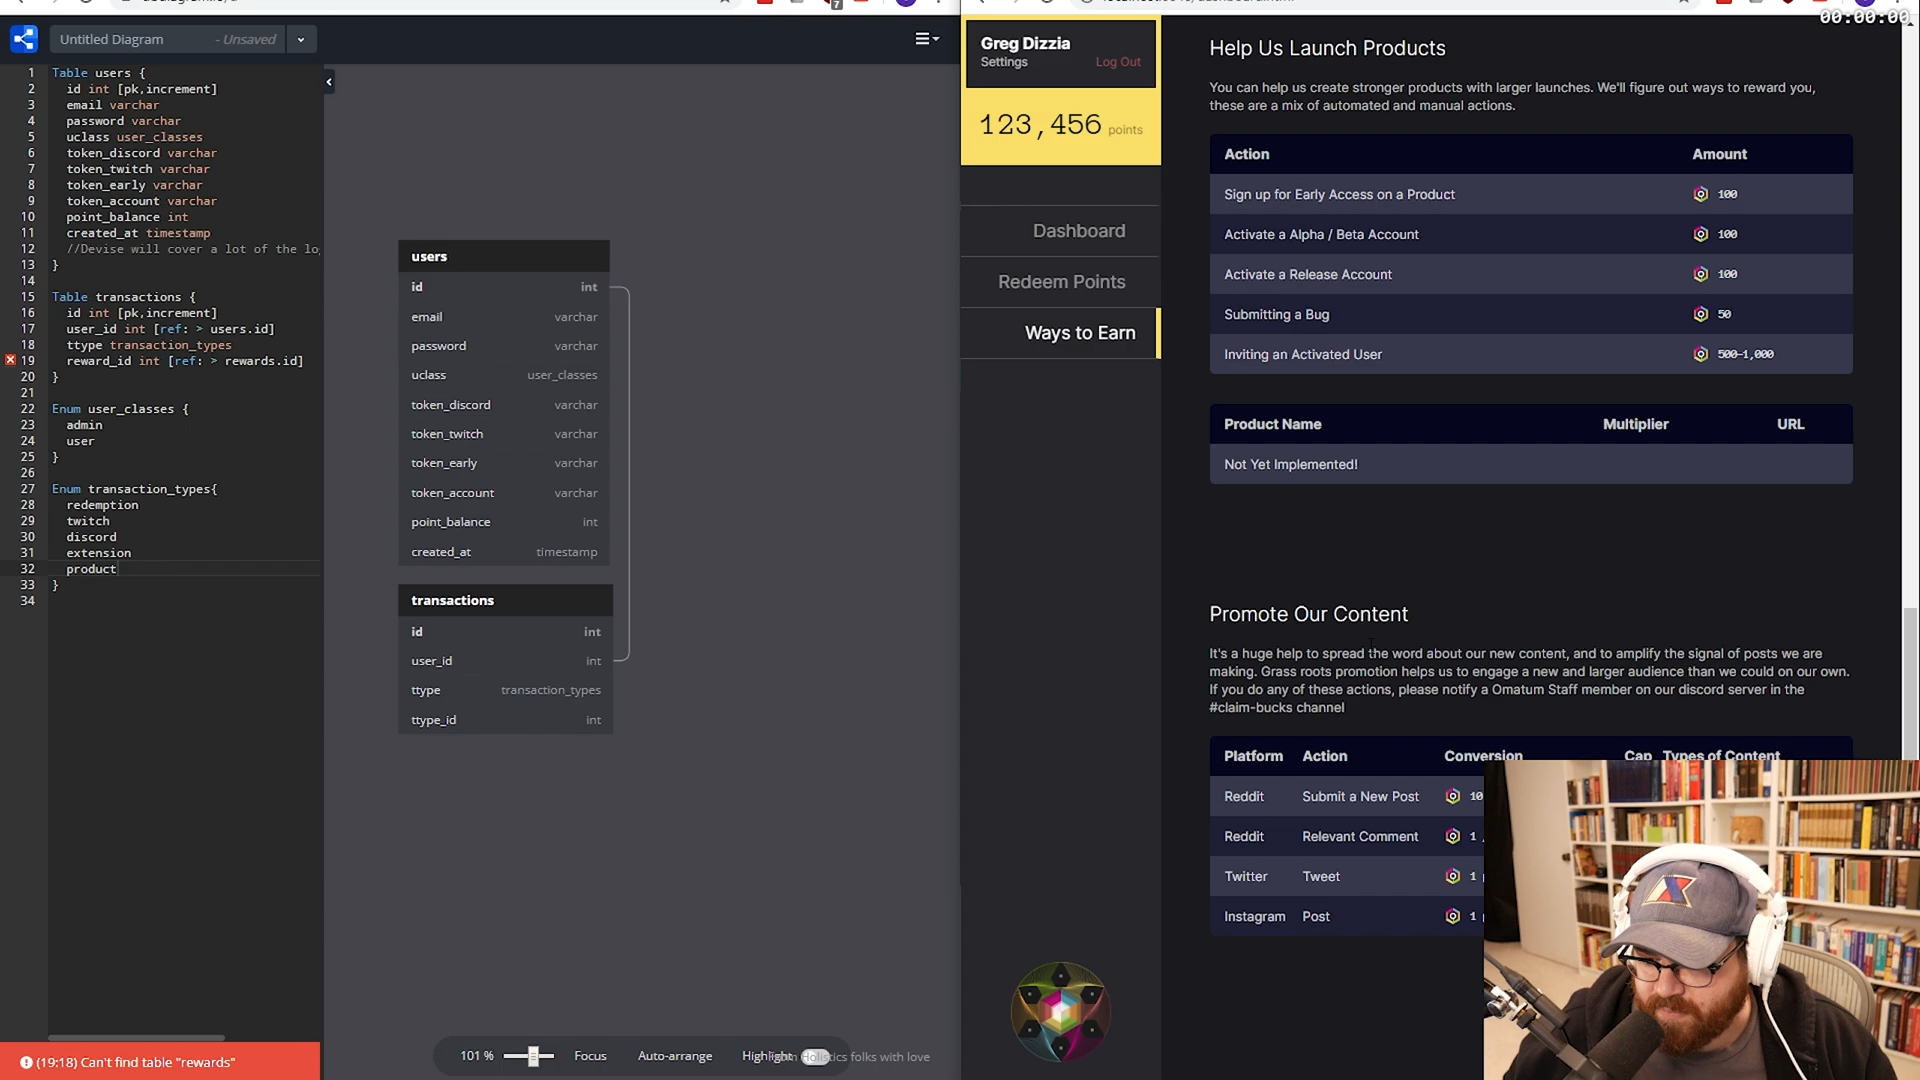 Untitled Diagram - Unsaved
1 Table users {
2 id int [pk,increment]
3 email varchar
4 password varchar
5 uclass user_classes
6 token_discord varchar
7 token_twitch varchar
8 token_early varchar
9 token_account varchar
10 point_balance int
11 created_at timestamp
12 //Devise will cover a lot of the lo
13 }
14
15 Table transactions {
16 id int [pk,increment]
17 user_id int [ref: > users.id]
18 ttype transaction_types
19 reward_id int [ref: > rewards.id]
20 }
21
22 Enum user_classes {
23 admin
24 user
25 }
26
27 Enum transaction_types{
28 redemption
29 twitch
30 discord
31 extension
32 product
33 }
34
(19:18) Can't find table "rewards"
users
id int
email varchar
password varchar
uclass user_classes
token_discord varchar
token_twitch varchar
token_early varchar
token_account varchar
point_balance int
created_at timestamp
transactions
id int
user_id int
ttype transaction_types
ttype_id int
101 % Focus Auto-arrange Highlight Holistics folks with love
7
00:00:00
Greg Dizzia
Settings Log Out
123,456 points
Dashboard
Redeem Points
Ways to Earn
Help Us Launch Products
You can help us create stronger products with larger launches. We'll figure out ways to reward you,
these are a mix of automated and manual actions.
Action Amount
Sign up for Early Access on a Product 100
Activate a Alpha / Beta Account 100
Activate a Release Account 100
Submitting a Bug 50
Inviting an Activated User 500-1,000
Product Name Multiplier URL
Not Yet Implemented!
Promote Our Content
It's a huge help to spread the word about our new content, and to amplify the signal of posts we are
making. Grass roots promotion helps us to engage a new and larger audience than we could on our own.
If you do any of these actions, please notify a Omatum Staff member on our discord server in the
#claim-bucks channel
Platform Action Conversion Cap Types of Content
Reddit Submit a New Post 10
Reddit Relevant Comment 1
Twitter Tweet 1
Instagram Post 1